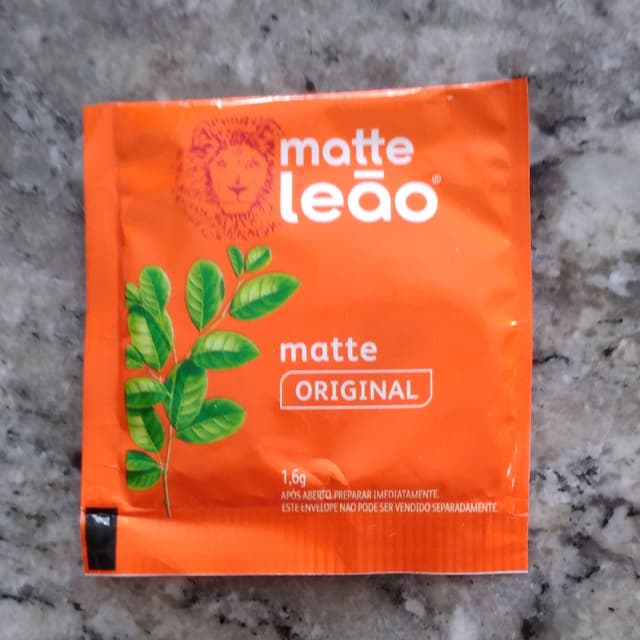 matte
leão®
matte
ORIGINAL
1,6g
APÓS ABERTO, PREPARAR IMEDIATAMENTE.
ESTE ENVELOPE NÃO PODE SER VENDIDO SEPARADAMENTE.